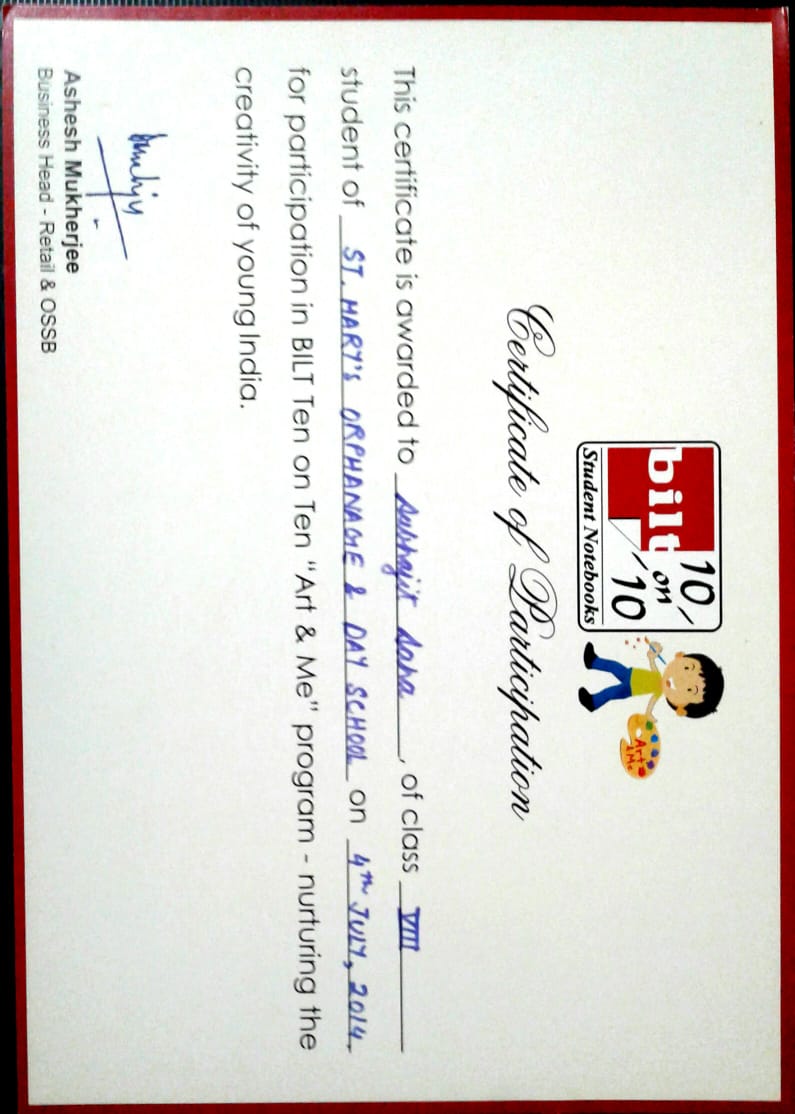 bilt 10 on 10
Student Notebooks
Art & Me
Certificate of Participation
This certificate is awarded to Subhajit Saha, of class VIII
student of ST. MARY'S ORPHANAGE & DAY SCHOOL on 4th JULY, 2014.
for participation in BILT Ten on Ten “Art & Me” program - nurturing the
creativity of young India.
Ashesh Mukherjee
Business Head - Retail & OSSB